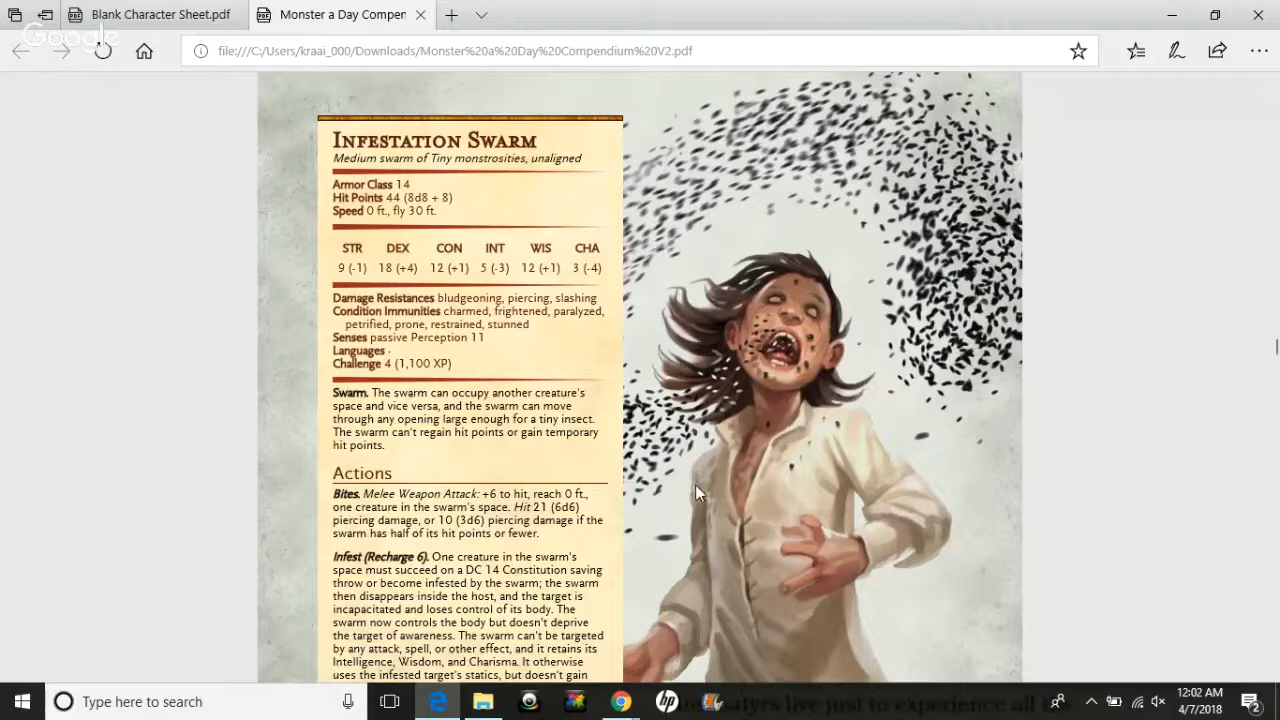 Blank Character Sheet.pdf
Monster a Day Compen
Google
file:///C:/Users/kraai_000/Downloads/Monster%20a%20Day%20Compendium%20V2.pdf
Infestation Swarm
Medium swarm of Tiny monstrosities, unaligned
Armor Class 14
Hit Points 44 (8d8 + 8)
Speed 0 ft., fly 30 ft.
STR DEX CON INT WIS CHA
9 (-1) 18 (+4) 12 (+1) 5 (-3) 12 (+1) 3 (-4)
Damage Resistances bludgeoning, piercing, slashing
Condition Immunities charmed, frightened, paralyzed,
petrified, prone, restrained, stunned
Senses passive Perception 11
Languages -
Challenge 4 (1,100 XP)
Swarm. The swarm can occupy another creature's
space and vice versa, and the swarm can move
through any opening large enough for a tiny insect.
The swarm can't regain hit points or gain temporary
hit points.
Actions
Bites. Melee Weapon Attack: +6 to hit, reach 0 ft.,
one creature in the swarm's space. Hit 21 (6d6)
piercing damage, or 10 (3d6) piercing damage if the
swarm has half of its hit points or fewer.
Infest (Recharge 6). One creature in the swarm's
space must succeed on a DC 14 Constitution saving
throw or become infested by the swarm; the swarm
then disappears inside the host, and the target is
incapacitated and loses control of its body. The
swarm now controls the body but doesn't deprive
the target of awareness. The swarm can't be targeted
by any attack, spell, or other effect, and it retains its
Intelligence, Wisdom, and Charisma. It otherwise
uses the infested target's statics, but doesn't gain
Type here to search
hp
satyrs live just to experience all the
12:02 AM
4/7/2018
2